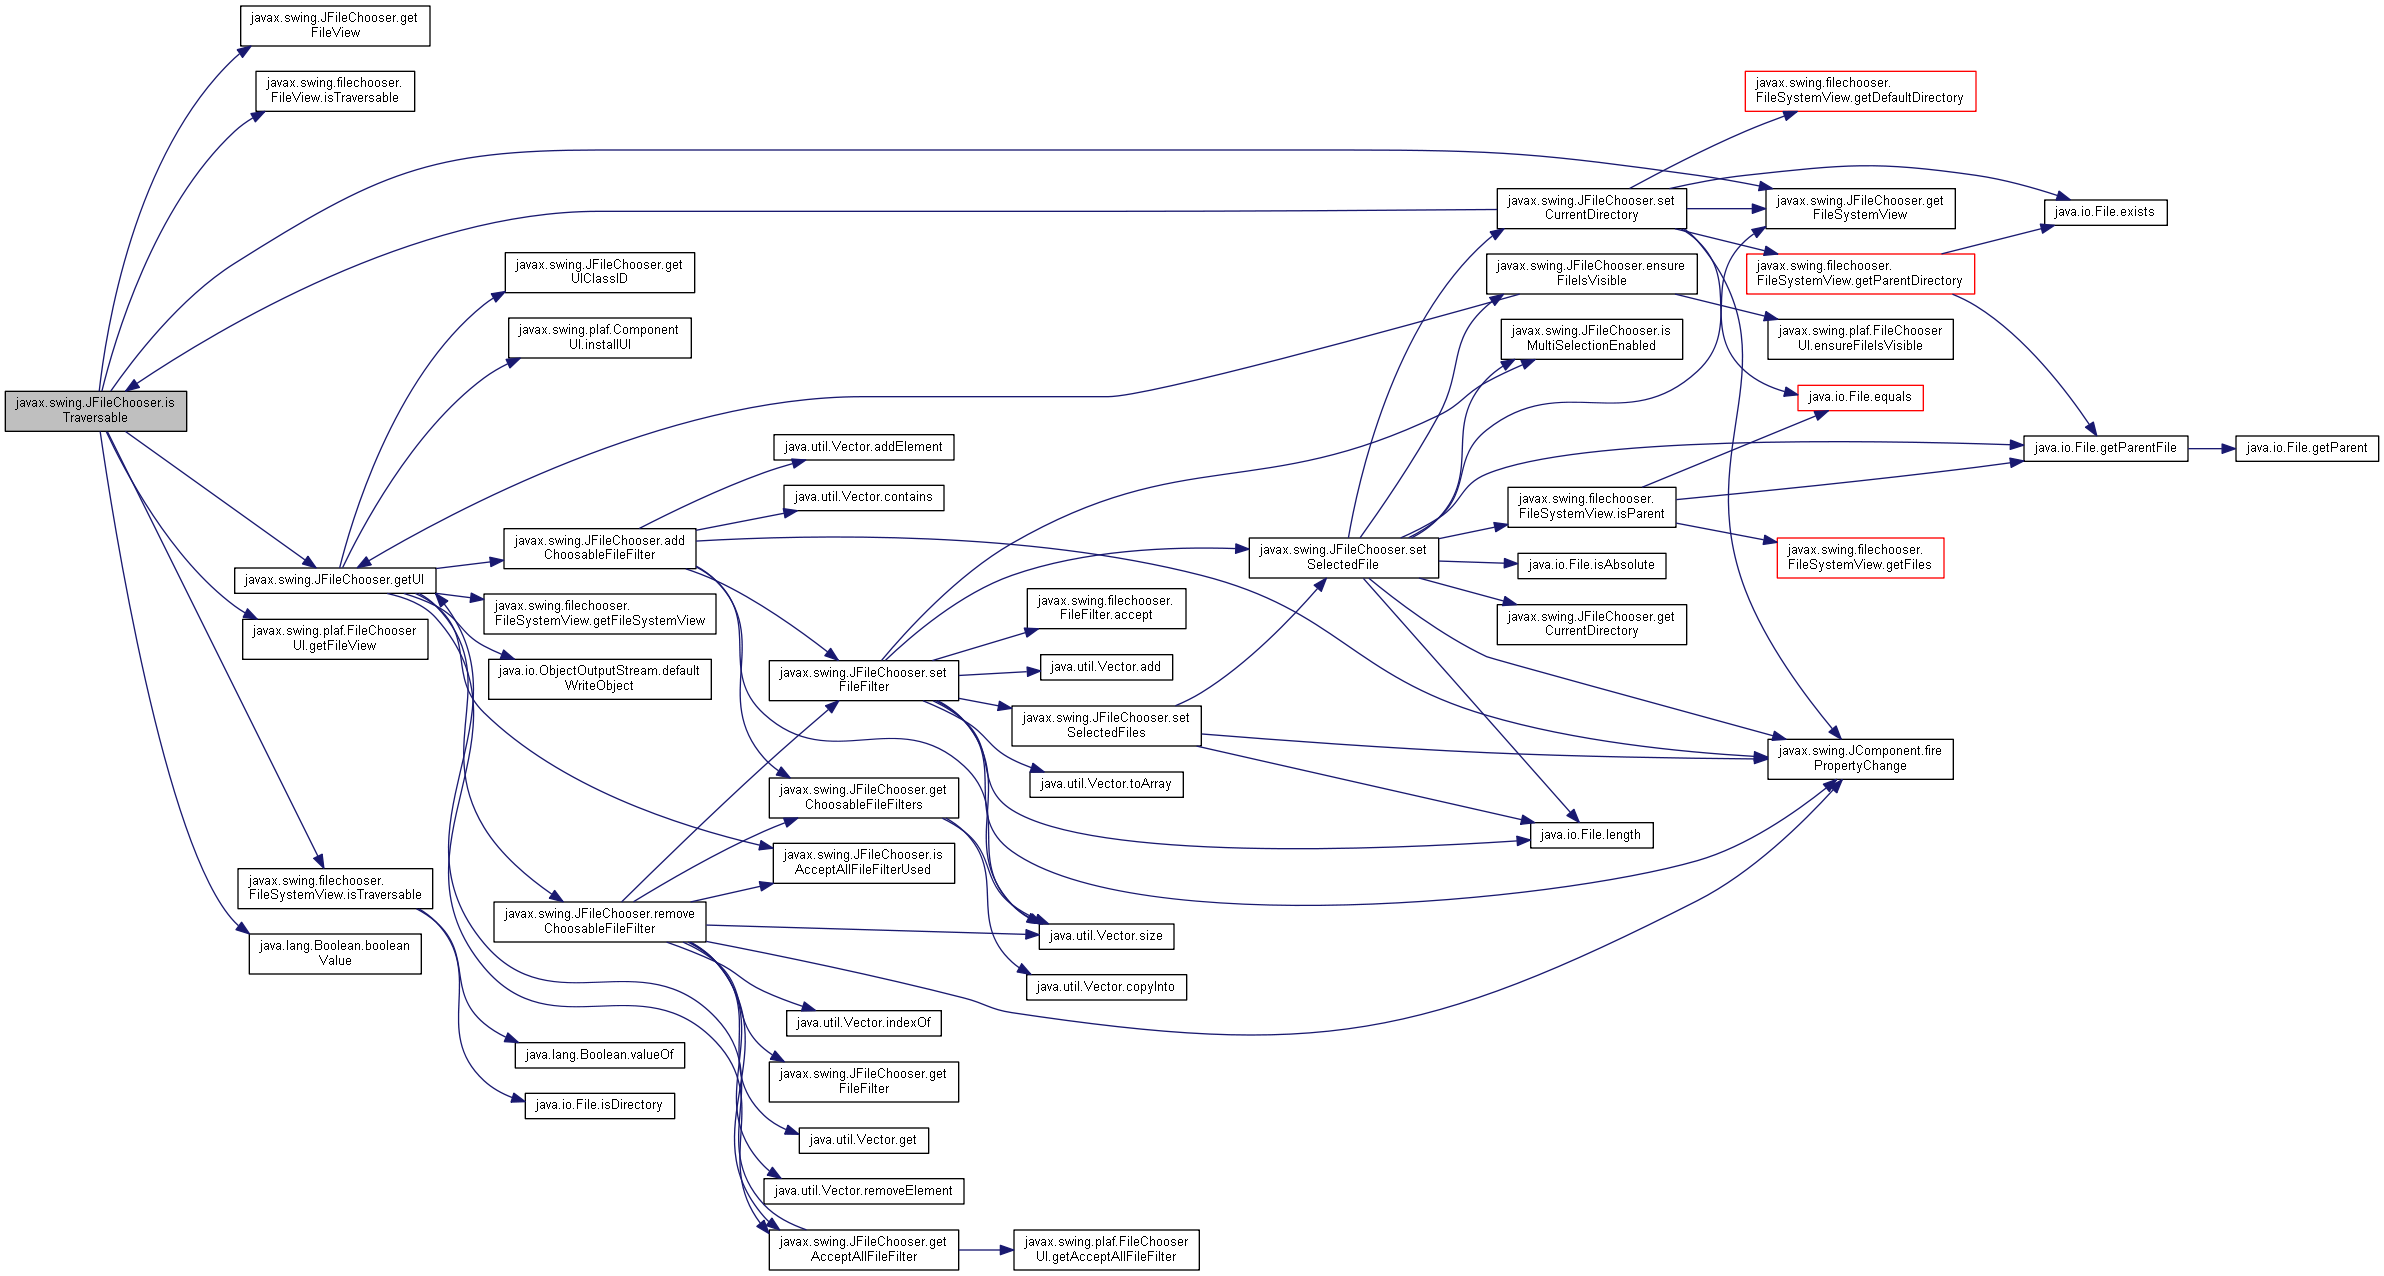 javax.swing.JFileChooser.get
FileView
javax.swing.filechooser.
FileView.isTraversable
javax.swing.JFileChooser.is
Traversable
javax.swing.JFileChooser.getUI
javax.swing.plaf.FileChooser
UI.getFileView
javax.swing.filechooser.
FileSystemView.isTraversable
java.lang.Boolean.boolean
Value
javax.swing.JFileChooser.get
UIClassID
javax.swing.plaf.Component
UI.installUI
javax.swing.JFileChooser.add
ChoosableFileFilter
javax.swing.filechooser.
FileSystemView.getFileSystemView
java.io.ObjectOutputStream.default
WriteObject
javax.swing.JFileChooser.remove
ChoosableFileFilter
java.lang.Boolean.valueOf
java.io.File.isDirectory
java.util.Vector.addElement
java.util.Vector.contains
javax.swing.JFileChooser.set
FileFilter
javax.swing.JFileChooser.get
ChoosableFileFilters
javax.swing.JFileChooser.is
AcceptAllFileFilterUsed
java.util.Vector.indexOf
javax.swing.JFileChooser.get
FileFilter
java.util.Vector.get
java.util.Vector.removeElement
javax.swing.JFileChooser.get
AcceptAllFileFilter
javax.swing.filechooser.
FileFilter.accept
java.util.Vector.add
javax.swing.JFileChooser.set
SelectedFiles
java.util.Vector.toArray
java.util.Vector.size
java.util.Vector.copyInto
javax.swing.plaf.FileChooser
UI.getAcceptAllFileFilter
javax.swing.JFileChooser.set
SelectedFile
javax.swing.JFileChooser.set
CurrentDirectory
javax.swing.JFileChooser.ensure
FileIsVisible
javax.swing.JFileChooser.is
MultiSelectionEnabled
javax.swing.filechooser.
FileSystemView.isParent
java.io.File.isAbsolute
javax.swing.JFileChooser.get
CurrentDirectory
java.io.File.length
javax.swing.filechooser.
FileSystemView.getDefaultDirectory
javax.swing.JFileChooser.get
FileSystemView
javax.swing.filechooser.
FileSystemView.getParentDirectory
javax.swing.plaf.FileChooser
UI.ensureFileIsVisible
java.io.File.equals
javax.swing.filechooser.
FileSystemView.getFiles
javax.swing.JComponent.fire
PropertyChange
java.io.File.exists
java.io.File.getParentFile
java.io.File.getParent